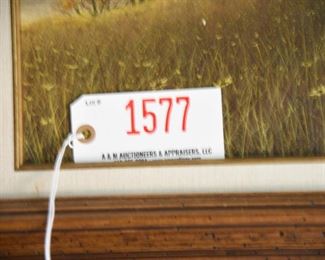 Lot #
1577
A & M AUCTIONEERS & APPRAISERS, LLC